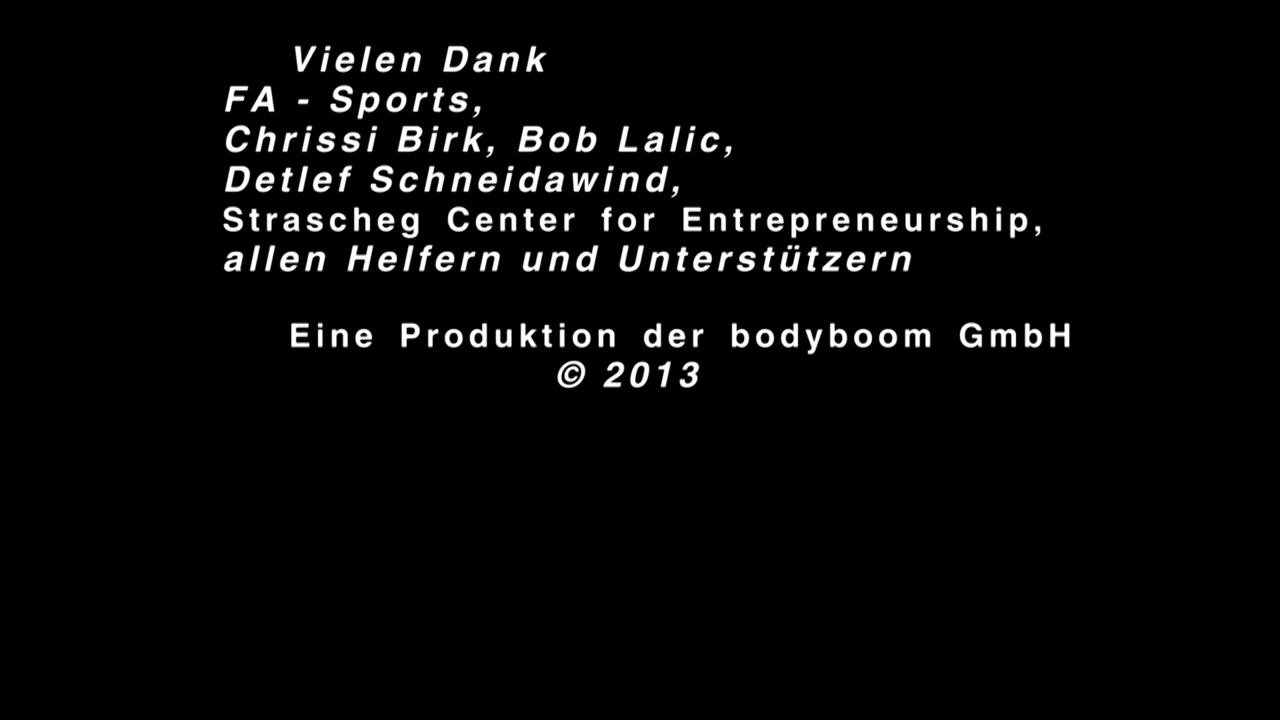 Vielen Dank
FA - Sports,
Chrissi Birk, Bob Lalic,
Detlef Schneidawind,
Strascheg Center for Entrepreneurship,
allen Helfern und Unterstützern
Eine Produktion der bodyboom GmbH
© 2013